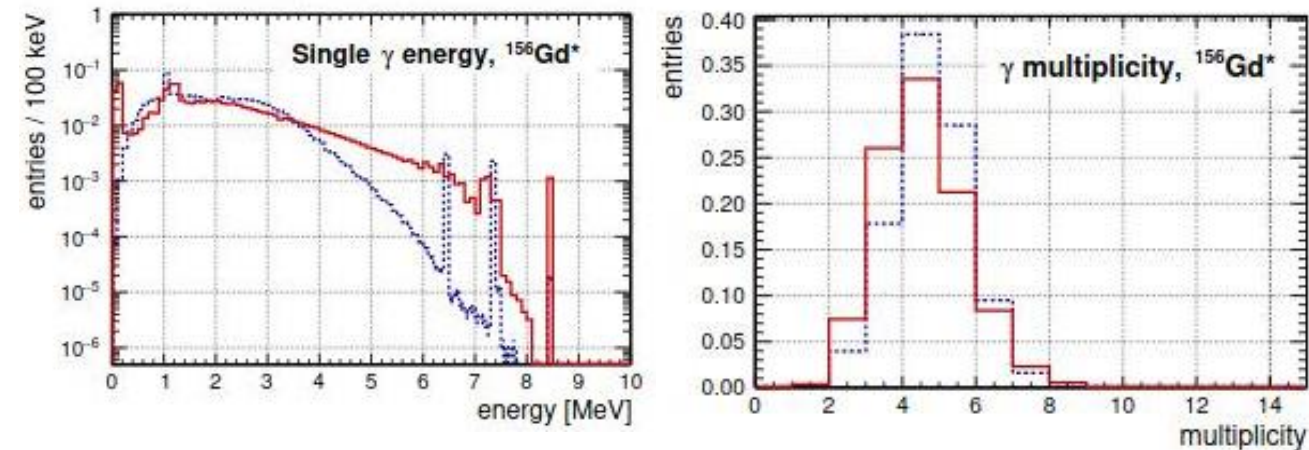 Single γ energy, ¹⁵⁶Gd*
entries / 100 keV
1
10⁻¹
10⁻²
10⁻³
10⁻⁴
10⁻⁵
10⁻⁶
0 1 2 3 4 5 6 7 8 9 10
energy [MeV]
γ multiplicity, ¹⁵⁶Gd*
entries
0.40
0.35
0.30
0.25
0.20
0.15
0.10
0.05
0.00
0 2 4 6 8 10 12 14
multiplicity